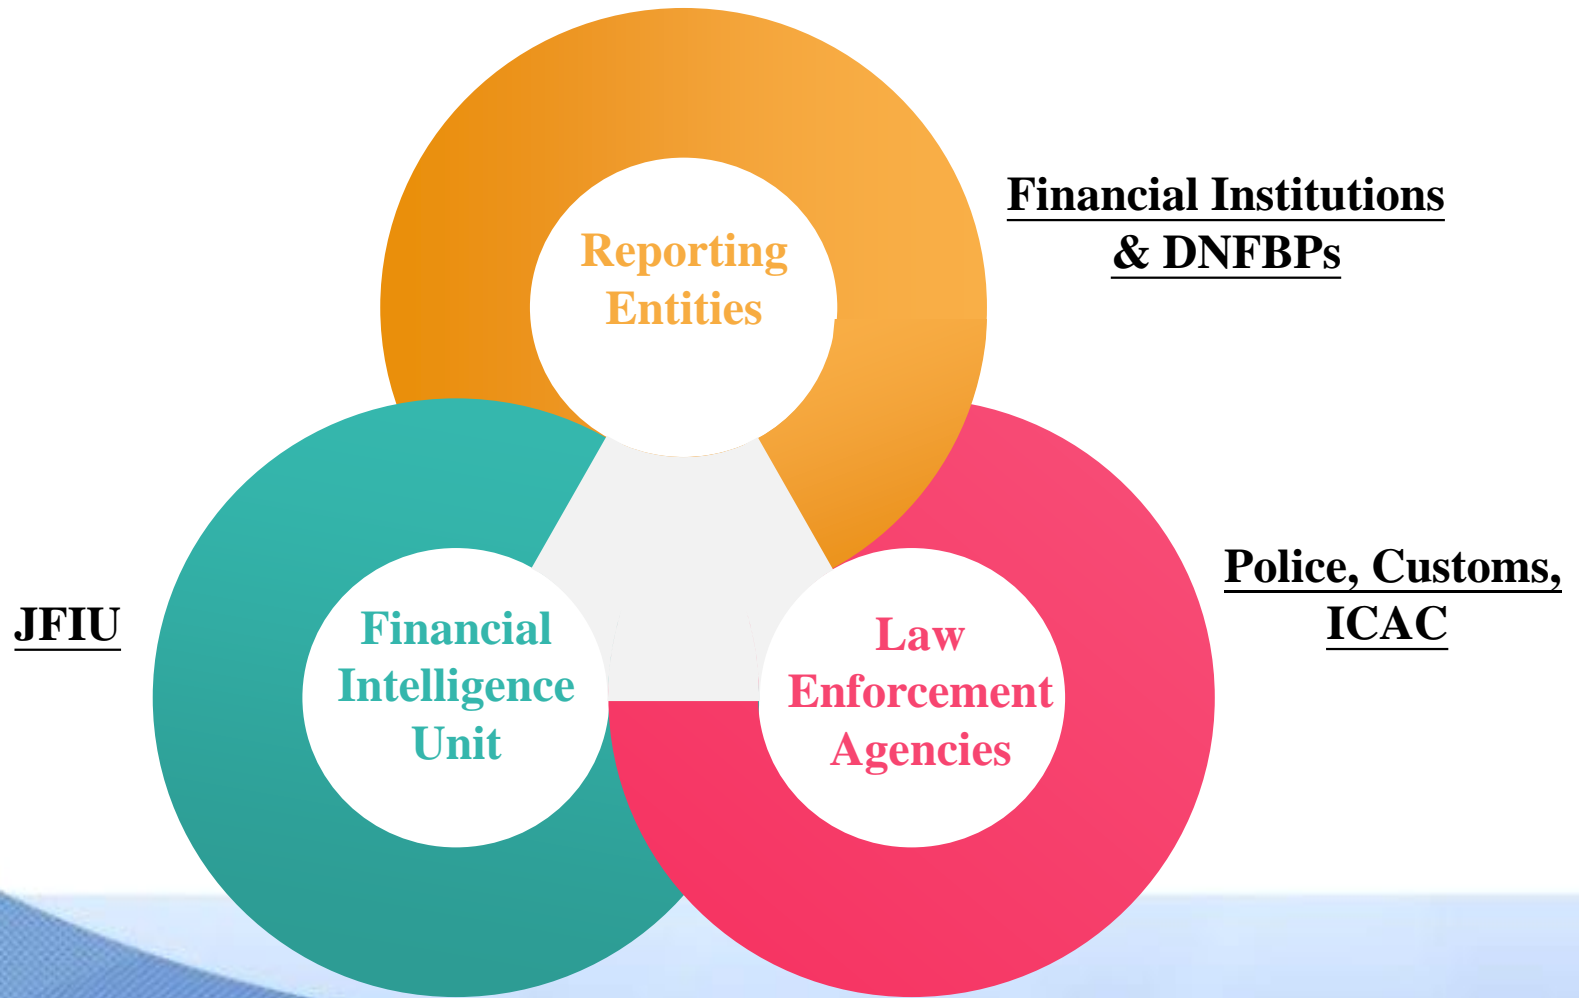 Reporting
Entities
Financial Institutions
& DNFBPs
JFIU
Financial
Intelligence
Unit
Law
Enforcement
Agencies
Police, Customs,
ICAC